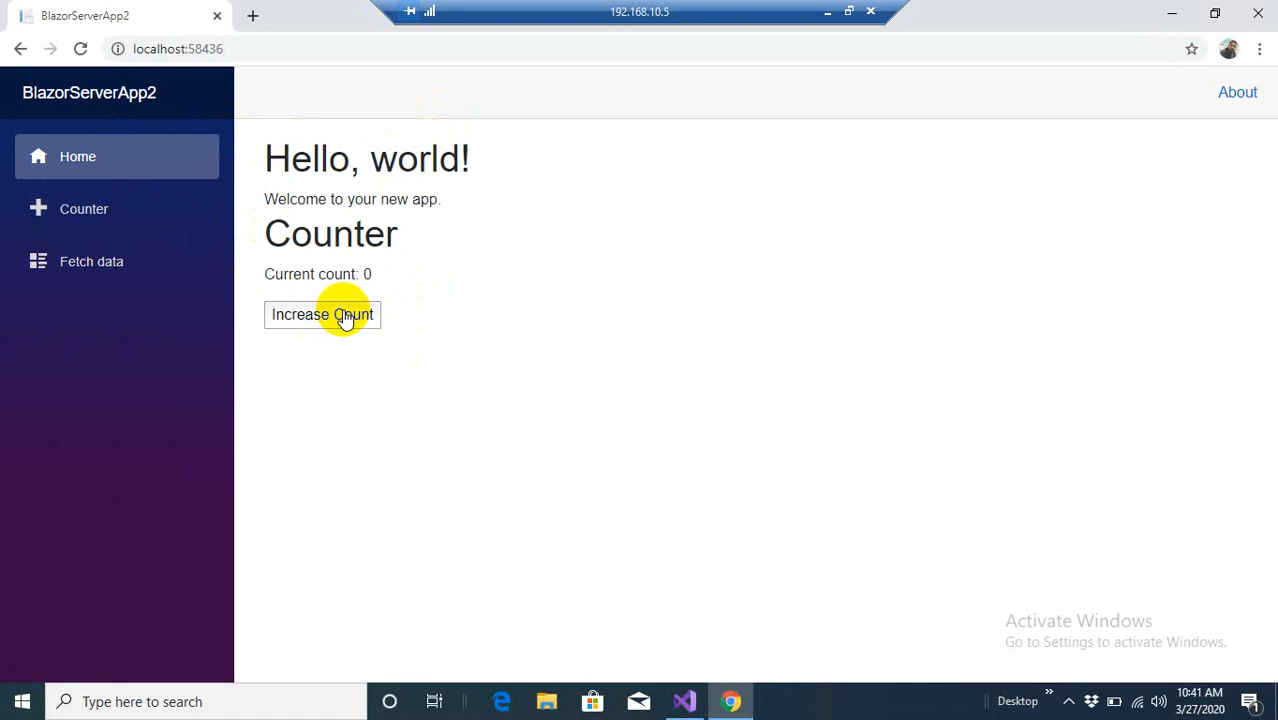 BlazorServerApp2
192.168.10.5
localhost:58436
BlazorServerApp2
About
Home
Counter
Fetch data
Hello, world!
Welcome to your new app.
Counter
Current count: 0
Increase Count
Activate Windows
Go to Settings to activate Windows.
Type here to search
Desktop
10:41 AM
3/27/2020
1